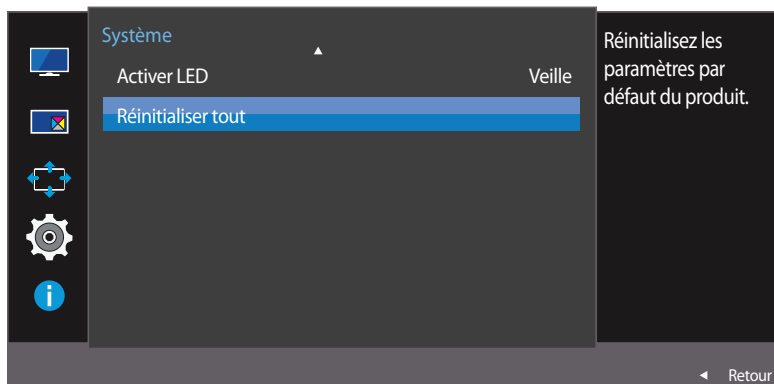 Système
Activer LED Veille
Réinitialiser tout
Réinitialisez les
paramètres par
défaut du produit.
Retour